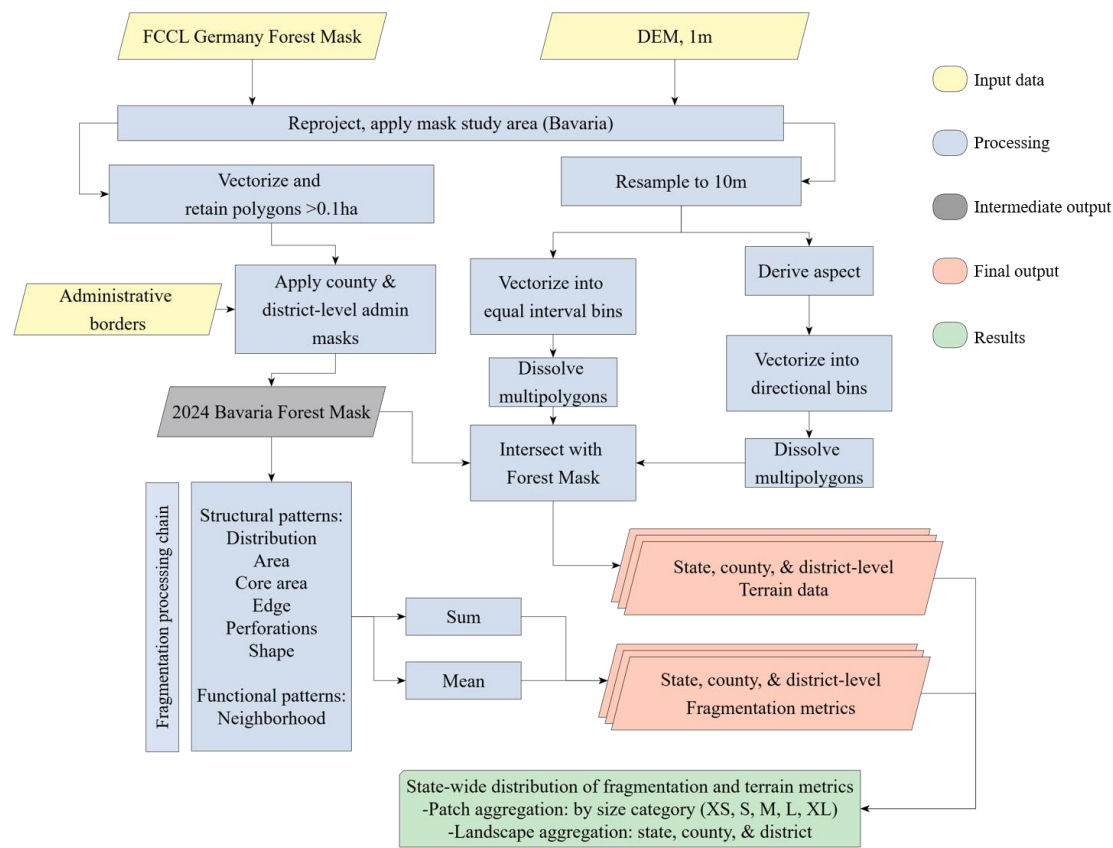 FCCL Germany Forest Mask
DEM, 1m
Reproject, apply mask study area (Bavaria)
Vectorize and
retain polygons >0.1ha
Resample to 10m
Administrative
borders
Apply county &
district-level admin
masks
Vectorize into
equal interval bins
Derive aspect
Dissolve
multipolygons
Vectorize into
directional bins
2024 Bavaria Forest Mask
Intersect with
Forest Mask
Dissolve
multipolygons
Fragmentation processing chain
Structural patterns:
Distribution
Area
Core area
Edge
Perforations
Shape
Functional patterns:
Neighborhood
Sum
Mean
State, county, & district-level
Terrain data
State, county, & district-level
Fragmentation metrics
State-wide distribution of fragmentation and terrain metrics
-Patch aggregation: by size category (XS, S, M, L, XL)
-Landscape aggregation: state, county, & district
Input data
Processing
Intermediate output
Final output
Results